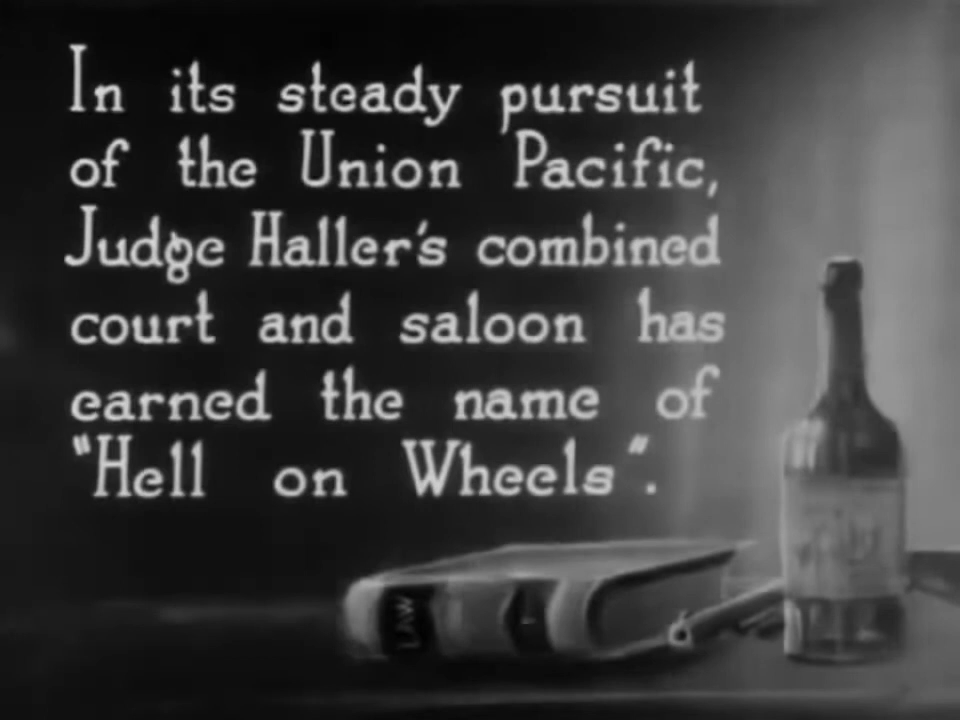 In its steady pursuit
of the Union Pacific,
Judge Haller's combined
court and saloon has
earned the name of
"Hell on Wheels".
LAW